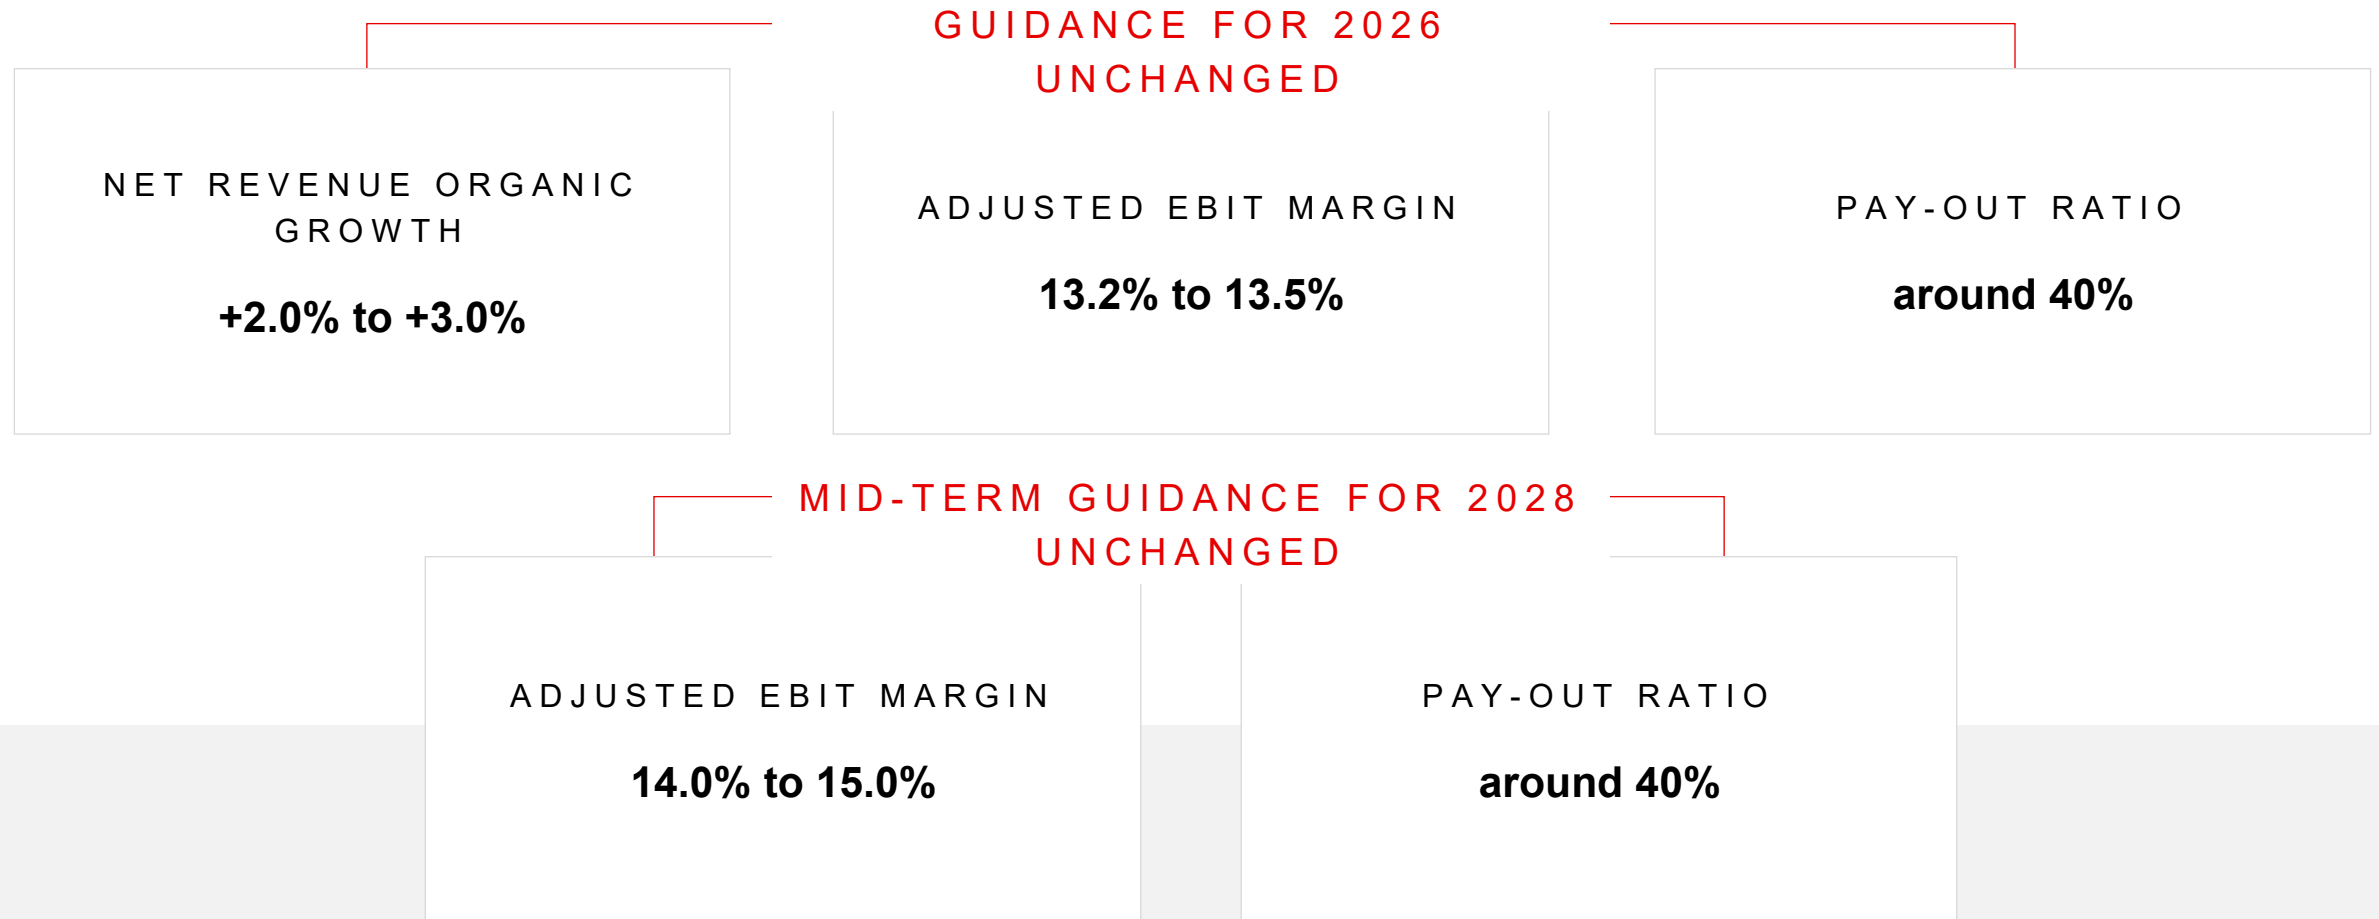 GUIDANCE FOR 2026
UNCHANGED
NET REVENUE ORGANIC
GROWTH
+2.0% to +3.0%
ADJUSTED EBIT MARGIN
13.2% to 13.5%
PAY-OUT RATIO
around 40%
MID-TERM GUIDANCE FOR 2028
UNCHANGED
ADJUSTED EBIT MARGIN
14.0% to 15.0%
PAY-OUT RATIO
around 40%